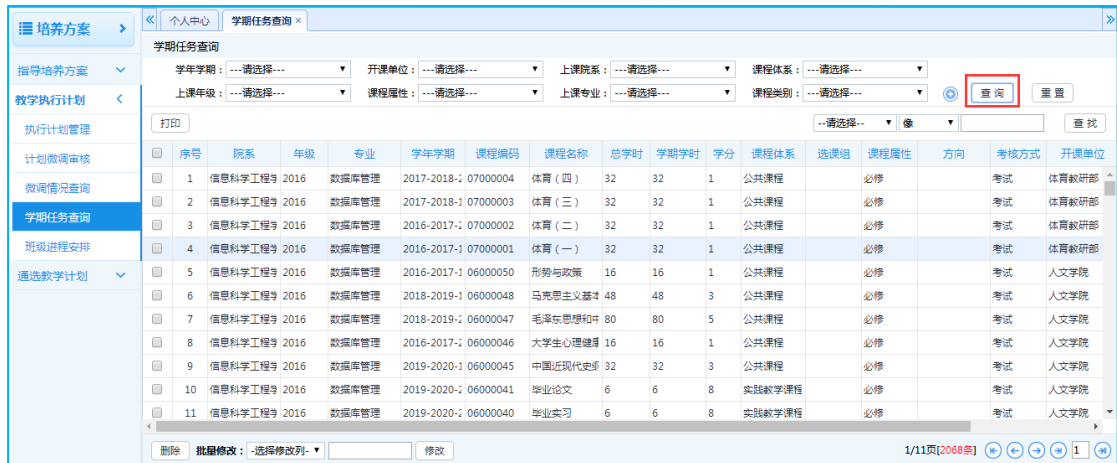 培养方案
指导培养方案
教学执行计划
执行计划管理
计划微调审核
微调情况查询
学期任务查询
班级进程安排
通选教学计划
个人中心 学期任务查询 ×
学期任务查询
学年学期： ---请选择--- 开课单位： ---请选择--- 上课院系： ---请选择--- 课程体系： ---请选择---
上课年级： ---请选择--- 课程属性： ---请选择--- 上课专业： ---请选择--- 课程类别： ---请选择--- 查询 重置
打印 --请选择-- 像 查找
序号 院系 年级 专业 学年学期 课程编码 课程名称 总学时 学期学时 学分 课程体系 选课组 课程属性 方向 考核方式 开课单位
1 信息科学工程学 2016 数据库管理 2017-2018-2 07000004 体育（四） 32 32 1 公共课程 必修 考试 体育教研部
2 信息科学工程学 2016 数据库管理 2017-2018-1 07000003 体育（三） 32 32 1 公共课程 必修 考试 体育教研部
3 信息科学工程学 2016 数据库管理 2016-2017-2 07000002 体育（二） 32 32 1 公共课程 必修 考试 体育教研部
4 信息科学工程学 2016 数据库管理 2016-2017-1 07000001 体育（一） 32 32 1 公共课程 必修 考试 体育教研部
5 信息科学工程学 2016 数据库管理 2016-2017-1 06000050 形势与政策 16 16 1 公共课程 必修 考试 人文学院
6 信息科学工程学 2016 数据库管理 2018-2019-1 06000048 马克思主义基本 48 48 3 公共课程 必修 考试 人文学院
7 信息科学工程学 2016 数据库管理 2018-2019-2 06000047 毛泽东思想和中 80 80 5 公共课程 必修 考试 人文学院
8 信息科学工程学 2016 数据库管理 2016-2017-2 06000046 大学生心理健康 16 16 1 公共课程 必修 考试 人文学院
9 信息科学工程学 2016 数据库管理 2019-2020-1 06000045 中国近现代史纲 32 32 3 公共课程 必修 考试 人文学院
10 信息科学工程学 2016 数据库管理 2019-2020-2 06000041 毕业论文 6 6 8 实践教学课程 必修 考试 人文学院
11 信息科学工程学 2016 数据库管理 2019-2020-2 06000040 毕业实习 6 6 8 实践教学课程 必修 考试 人文学院
删除 批量修改： -选择修改列- 修改 1/11页[2068条] 1